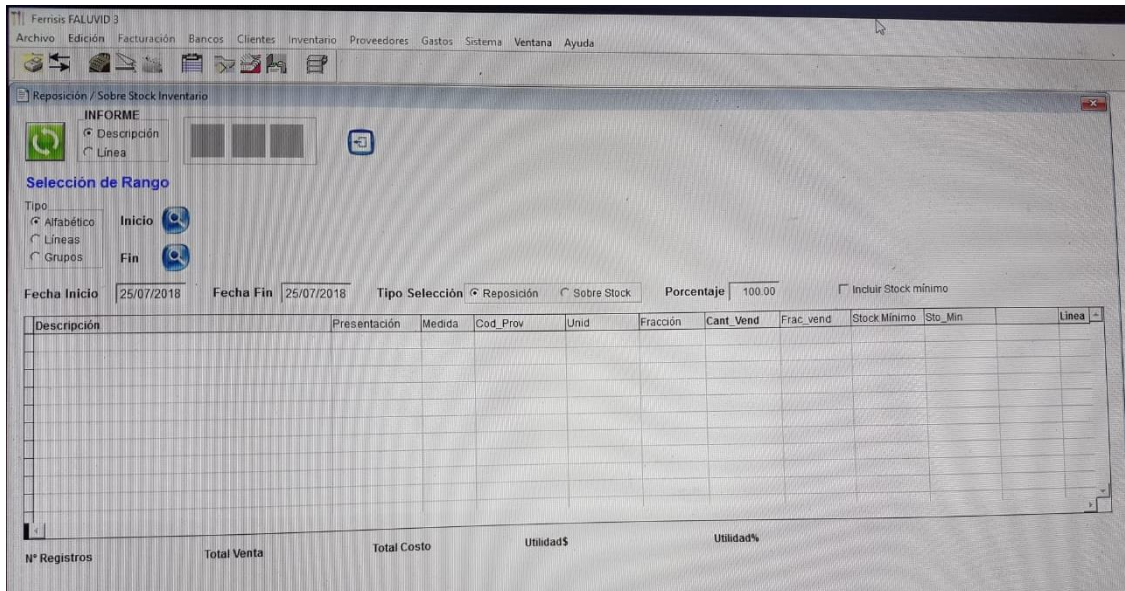 Ferrisis FALUVID 3
Archivo Edición Facturación Bancos Clientes Inventario Proveedores Gastos Sistema Ventana Ayuda
Reposición / Sobre Stock Inventario
INFORME
Descripción
Línea
Selección de Rango
Tipo
Alfabético
Líneas
Grupos
Inicio
Fin
Fecha Inicio 25/07/2018 Fecha Fin 25/07/2018 Tipo Selección Reposición Sobre Stock Porcentaje 100.00 Incluir Stock mínimo
Descripción Presentación Medida Cod_Prov Unid Fracción Cant_Vend Frac_vend Stock Mínimo Sto_Min Linea
Nº Registros Total Venta Total Costo Utilidad$ Utilidad%